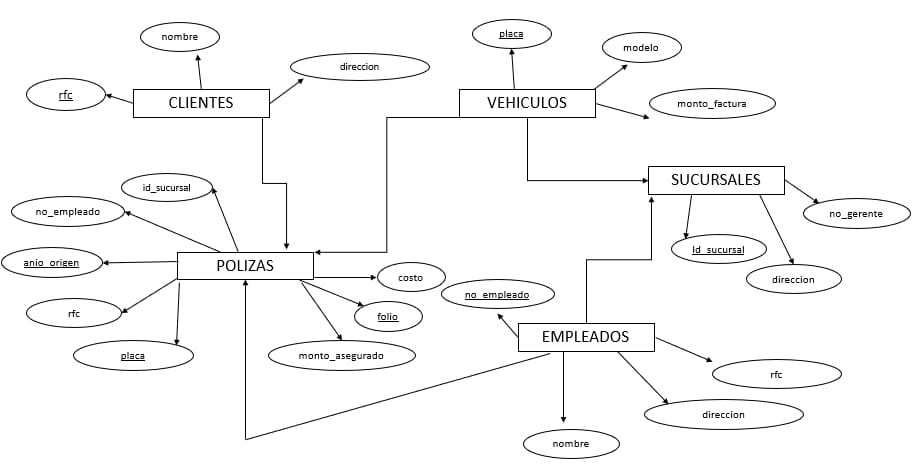 nombre
placa
modelo
direccion
rfc
CLIENTES
VEHICULOS
monto_factura
id_sucursal
SUCURSALES
no_empleado
no_gerente
Id_sucursal
anio_origen
POLIZAS
costo
direccion
no_empleado
rfc
folio
EMPLEADOS
placa
monto_asegurado
rfc
direccion
nombre